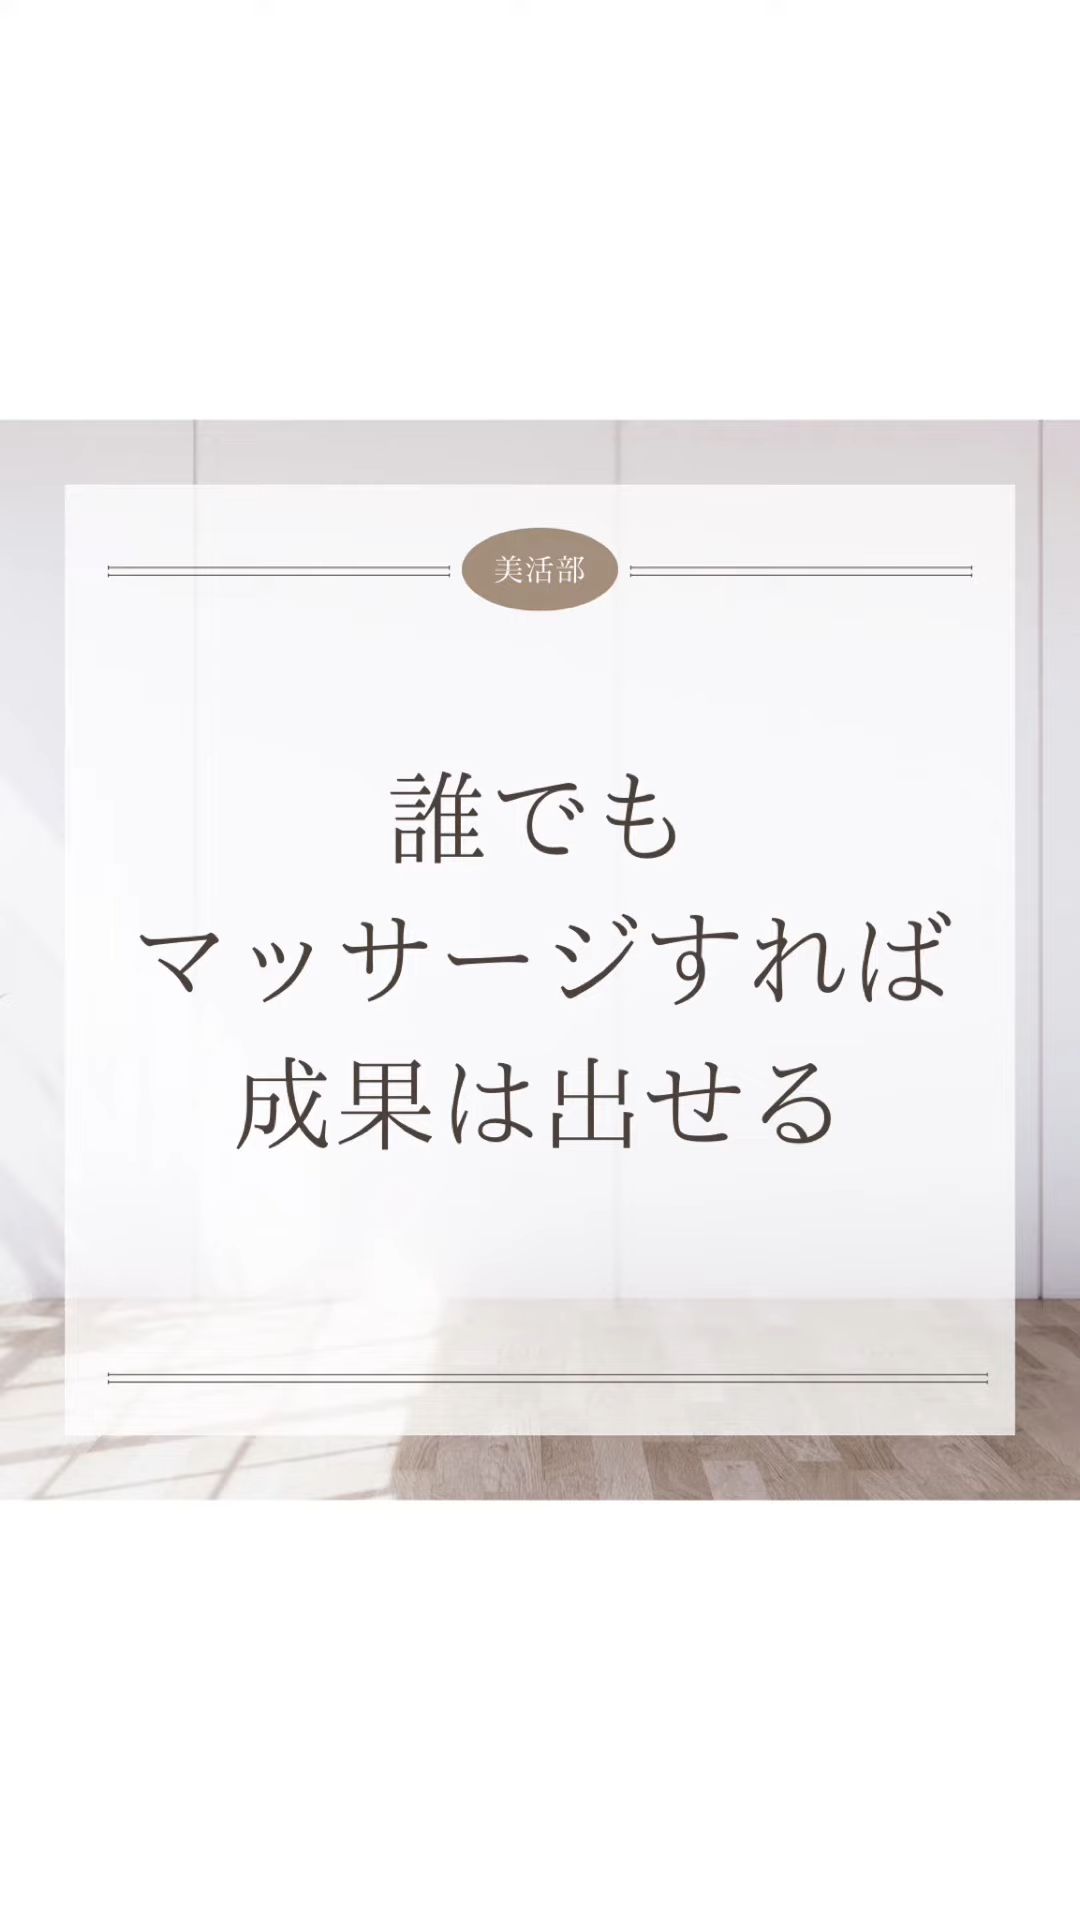 美活部
誰でも
マッサージすれば
成果は出せる